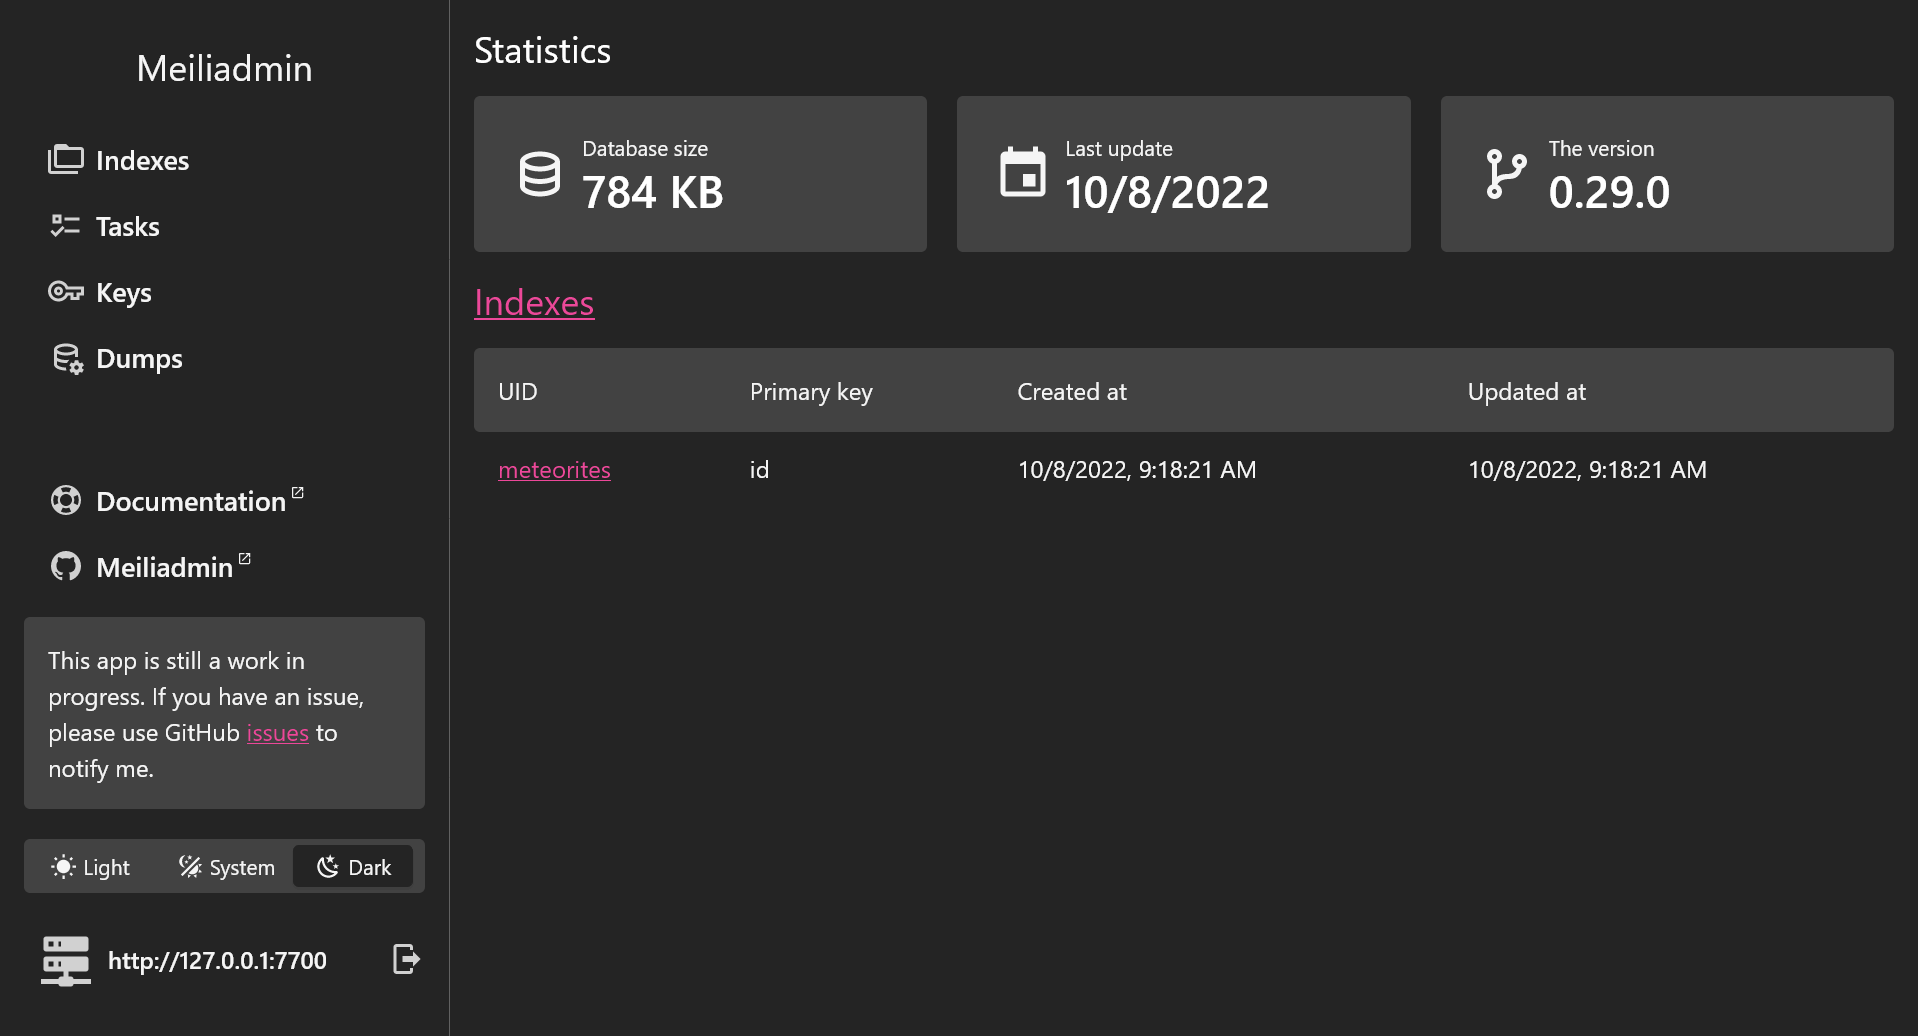 Meiliadmin
Indexes
Tasks
Keys
Dumps
Documentation
Meiliadmin
This app is still a work in
progress. If you have an issue,
please use GitHub issues to
notify me.
Light System Dark
http://127.0.0.1:7700
Statistics
Database size
784 KB
Last update
10/8/2022
The version
0.29.0
Indexes
UID Primary key Created at Updated at
meteorites id 10/8/2022, 9:18:21 AM 10/8/2022, 9:18:21 AM